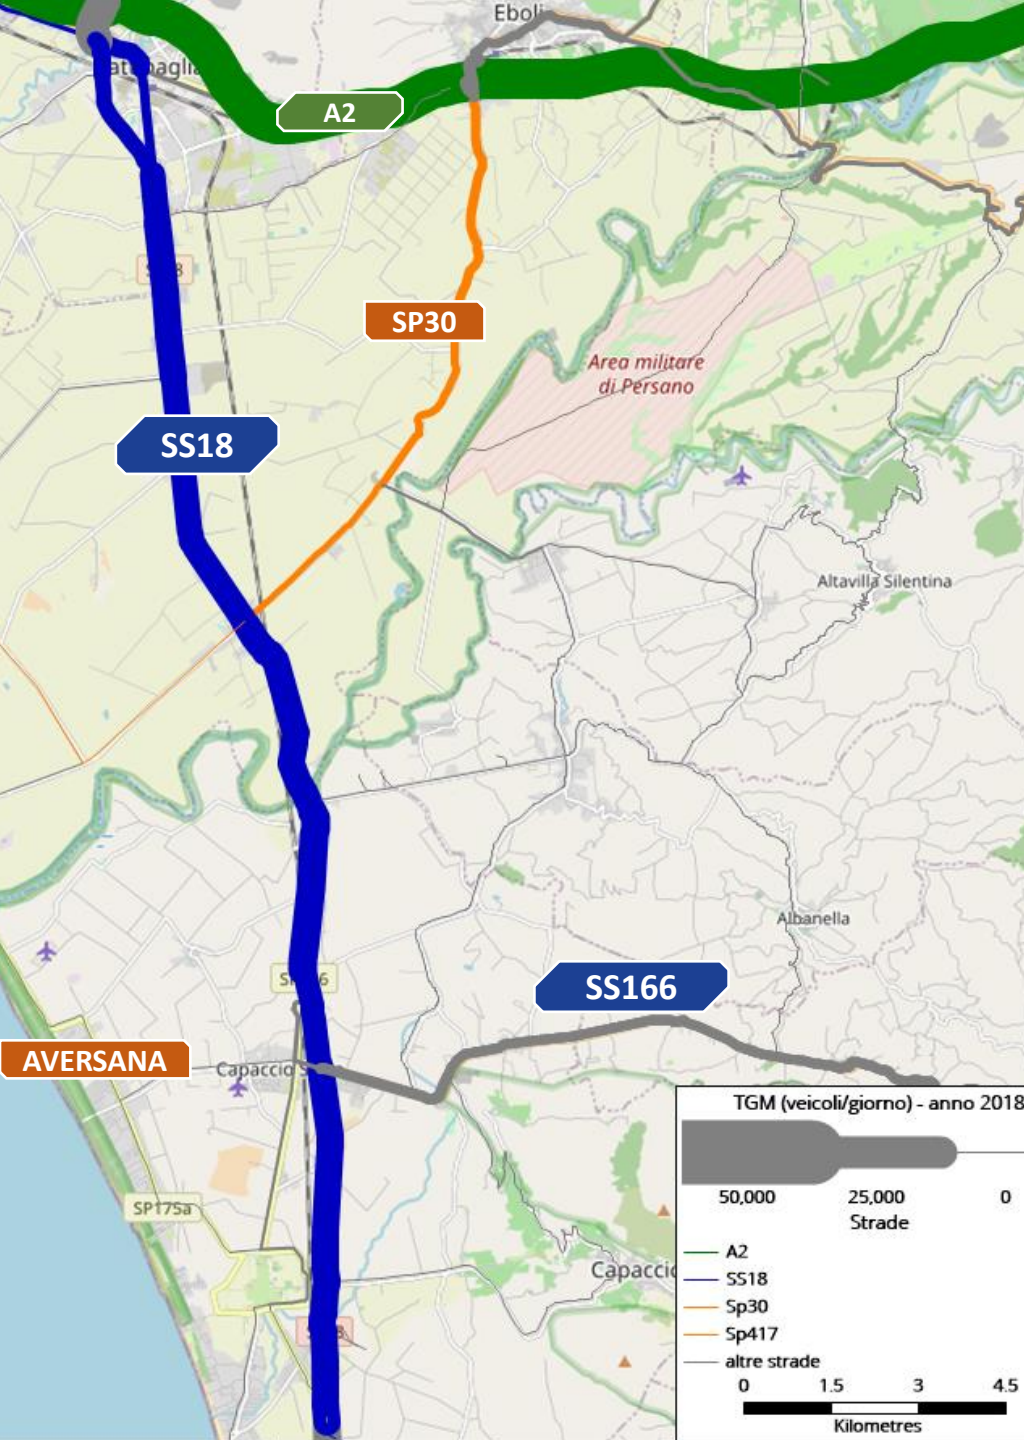 Eboli
A2
SP30
Area militare
di Persano
SS18
Altavilla Silentina
Albanella
SS166
AVERSANA
Capaccio S
TGM (veicoli/giorno) - anno 2018
50,000 25,000 0
Strade
SP175a
A2
Capaccio
SS18
Sp30
Sp417
altre strade
0 1.5 3 4.5
Kilometres